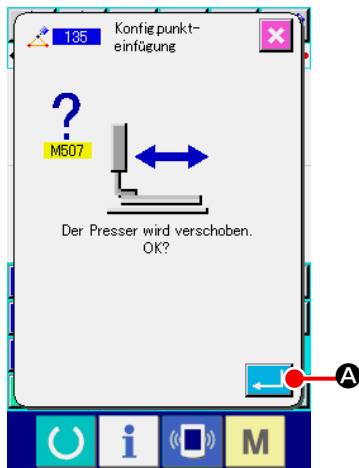 135
Konfig.punkt-
einfügung
?
M507
Der Presser wird verschoben.
OK?
A
i
M